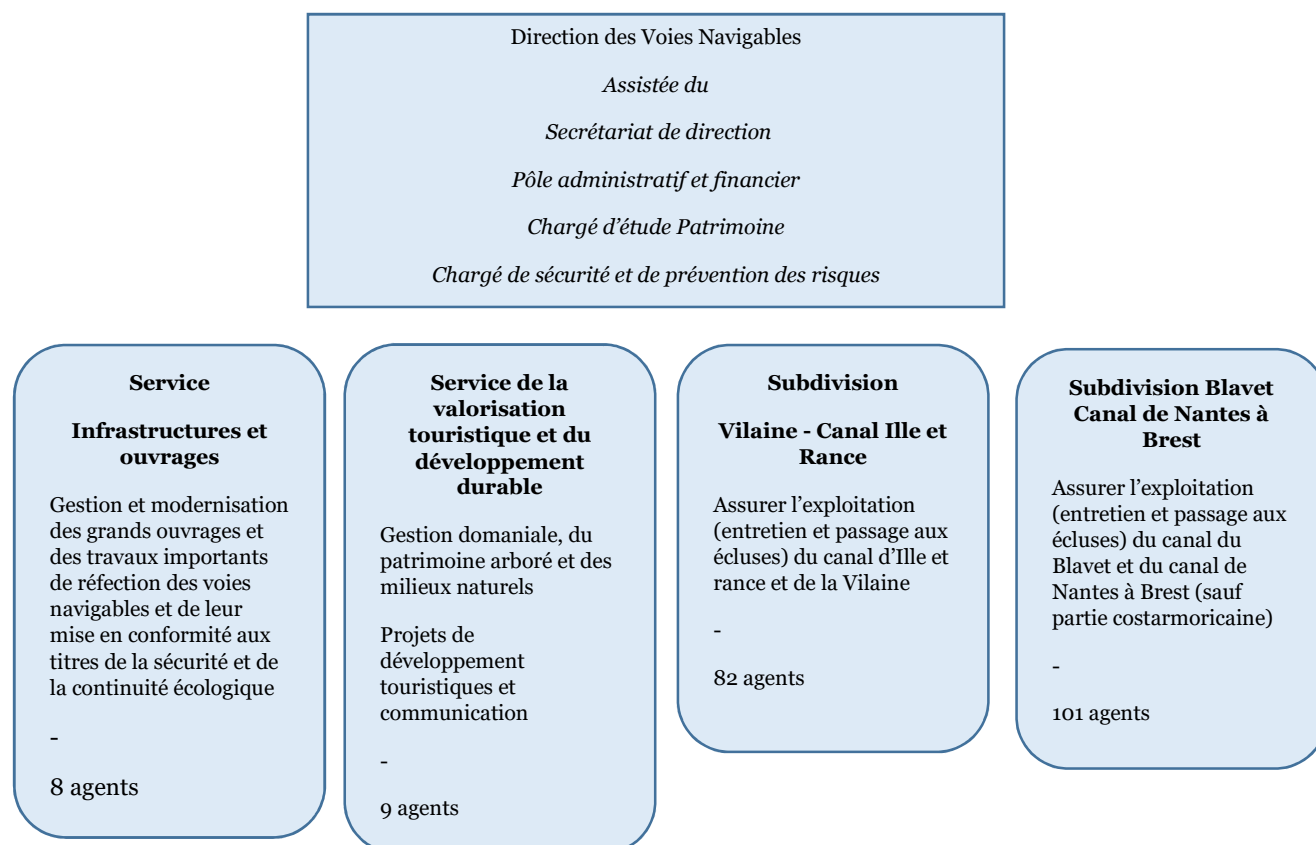 Direction des Voies Navigables
Assistée du
Secrétariat de direction
Pôle administratif et financier
Chargé d’étude Patrimoine
Chargé de sécurité et de prévention des risques
Service
Infrastructures et
ouvrages
Gestion et modernisation
des grands ouvrages et
des travaux importants
de réfection des voies
navigables et de leur
mise en conformité aux
titres de la sécurité et de
la continuité écologique
-
8 agents
Service de la
valorisation
touristique et du
développement
durable
Gestion domaniale, du
patrimoine arboré et des
milieux naturels
Projets de
développement
touristiques et
communication
-
9 agents
Subdivision
Vilaine - Canal Ille et
Rance
Assurer l’exploitation
(entretien et passage aux
écluses) du canal d’Ille et
rance et de la Vilaine
-
82 agents
Subdivision Blavet
Canal de Nantes à
Brest
Assurer l’exploitation
(entretien et passage aux
écluses) du canal du
Blavet et du canal de
Nantes à Brest (sauf
partie costarmoricaine)
-
101 agents